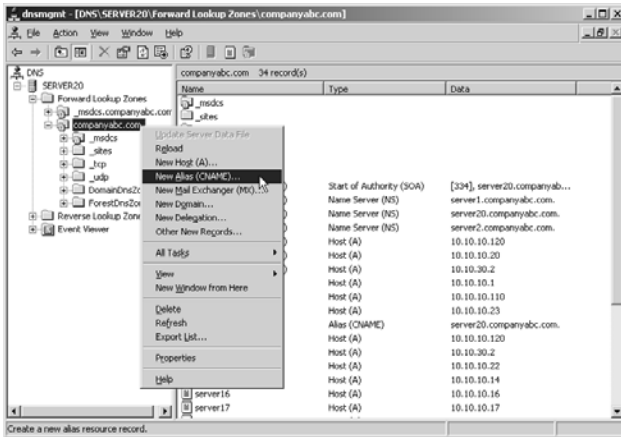 dnsmgmt - [DNS\SERVER20\Forward Lookup Zones\companyabc.com]
File Action View Window Help
DNS
SERVER20
Forward Lookup Zones
_msdcs.companyabc.com
companyabc.com
_msdcs
_sites
_tcp
_udp
DomainDnsZo
ForestDnsZo
Reverse Lookup Zone
Event Viewer
companyabc.com 34 record(s)
Name Type Data
_msdcs
_sites
Update Server Data File
Reload
New Host (A)...
New Alias (CNAME)...
New Mail Exchanger (MX)...
New Domain...
New Delegation...
Other New Records...
All Tasks
View
New Window from Here
Delete
Refresh
Export List...
Properties
Help
Start of Authority (SOA) [334], server20.companyab...
Name Server (NS) server1.companyabc.com.
Name Server (NS) server20.companyabc.com.
Name Server (NS) server2.companyabc.com.
Host (A) 10.10.10.120
Host (A) 10.10.10.20
Host (A) 10.10.30.2
Host (A) 10.10.10.1
Host (A) 10.10.10.110
Host (A) 10.10.10.23
Alias (CNAME) server20.companyabc.com.
Host (A) 10.10.10.120
Host (A) 10.10.30.2
Host (A) 10.10.10.22
Host (A) 10.10.10.14
server16 Host (A) 10.10.10.16
server17 Host (A) 10.10.10.17
Create a new alias resource record.